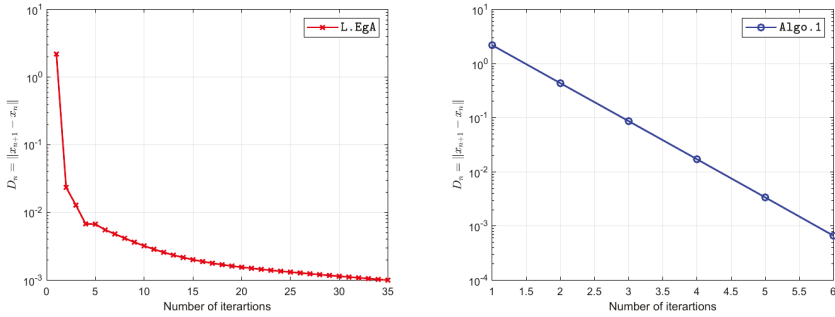 10^1
10^0
10^-1
10^-2
10^-3
D_n = ||x_{n+1} − x_n||
L.EgA
0 5 10 15 20 25 30 35
Number of iterartions
10^1
10^0
10^-1
10^-2
10^-3
10^-4
D_n = ||x_{n+1} − x_n||
Algo.1
1 1.5 2 2.5 3 3.5 4 4.5 5 5.5 6
Number of iterartions